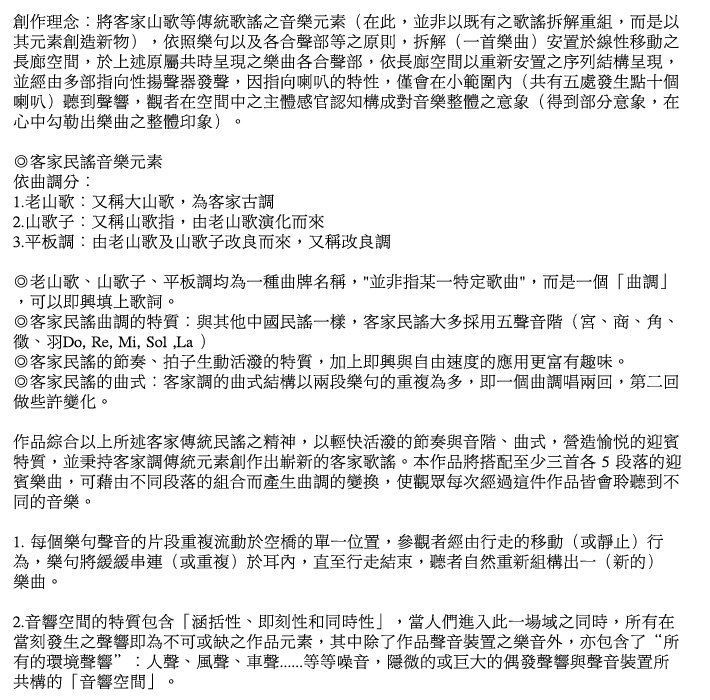 創作理念：將客家山歌等傳統歌謠之音樂元素（在此，並非以既有之歌謠拆解重組，而是以
其元素創造新物），依照樂句以及各合聲部等之原則，拆解（一首樂曲）安置於線性移動之
長廊空間，於上述原屬共時呈現之樂曲各合聲部，依長廊空間以重新安置之序列結構呈現，
並經由多部指向性揚聲器發聲，因指向喇叭的特性，僅會在小範圍內（共有五處發生點十個
喇叭）聽到聲響，觀者在空間中之主體感官認知構成對音樂整體之意象（得到部分意象，在
心中勾勒出樂曲之整體印象）。
◎客家民謠音樂元素
依曲調分：
1.老山歌：又稱大山歌，為客家古調
2.山歌子：又稱山歌指，由老山歌演化而來
3.平板調：由老山歌及山歌子改良而來，又稱改良調
◎老山歌、山歌子、平板調均為一種曲牌名稱，"並非指某一特定歌曲"，而是一個「曲調」
，可以即興填上歌詞。
◎客家民謠曲調的特質：與其他中國民謠一樣，客家民謠大多採用五聲音階（宮、商、角、
徵、羽Do, Re, Mi, Sol ,La ）
◎客家民謠的節奏、拍子生動活潑的特質，加上即興與自由速度的應用更富有趣味。
◎客家民謠的曲式：客家調的曲式結構以兩段樂句的重複為多，即一個曲調唱兩回，第二回
做些許變化。
作品綜合以上所述客家傳統民謠之精神，以輕快活潑的節奏與音階、曲式，營造愉悅的迎賓
特質，並秉持客家調傳統元素創作出嶄新的客家歌謠。本作品將搭配至少三首各 5 段落的迎
賓樂曲，可藉由不同段落的組合而產生曲調的變換，使觀眾每次經過這件作品皆會聆聽到不
同的音樂。
1. 每個樂句聲音的片段重複流動於空橋的單一位置，參觀者經由行走的移動（或靜止）行
為，樂句將緩緩串連（或重複）於耳內，直至行走結束，聽者自然重新組構出一（新的）
樂曲。
2.音響空間的特質包含「涵括性、即刻性和同時性」，當人們進入此一場域之同時，所有在
當刻發生之聲響即為不可或缺之作品元素，其中除了作品聲音裝置之樂音外，亦包含了“所
有的環境聲響”：人聲、風聲、車聲......等等噪音，隱微的或巨大的偶發聲響與聲音裝置所
共構的「音響空間」。